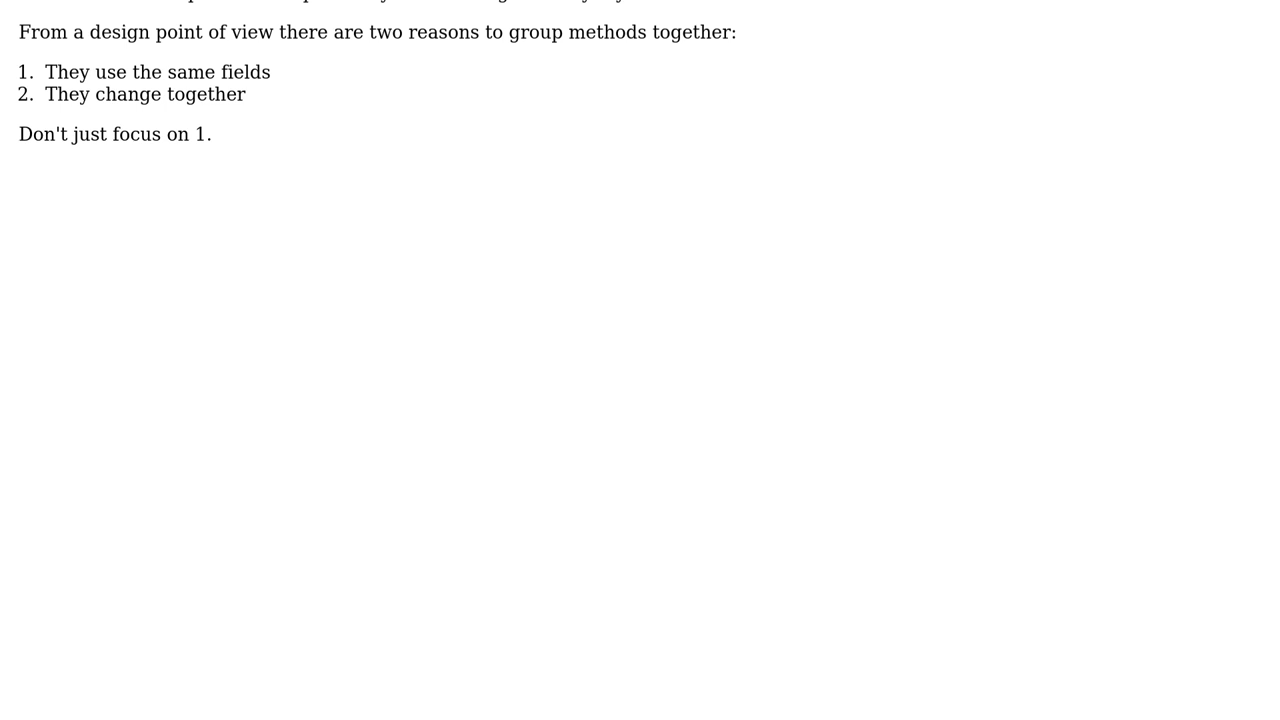 From a design point of view there are two reasons to group methods together:
1. They use the same fields
2. They change together
Don't just focus on 1.